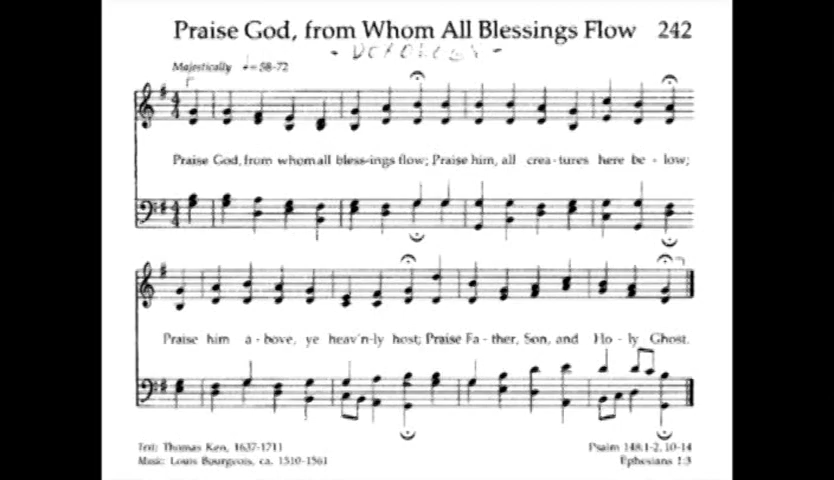 Praise God, from Whom All Blessings Flow 242
- DOXOLOGY -
Majestically ♩=58-72
Praise God, from whom all bless-ings flow; Praise him, all crea-tures here be - low;
Praise him a - bove, ye heav'n-ly host; Praise Fa - ther, Son, and Ho - ly Ghost.
Text: Thomas Ken, 1637-1711
Music: Louis Bourgeois, ca. 1510-1561
Psalm 148:1-2, 10-14
Ephesians 1:3